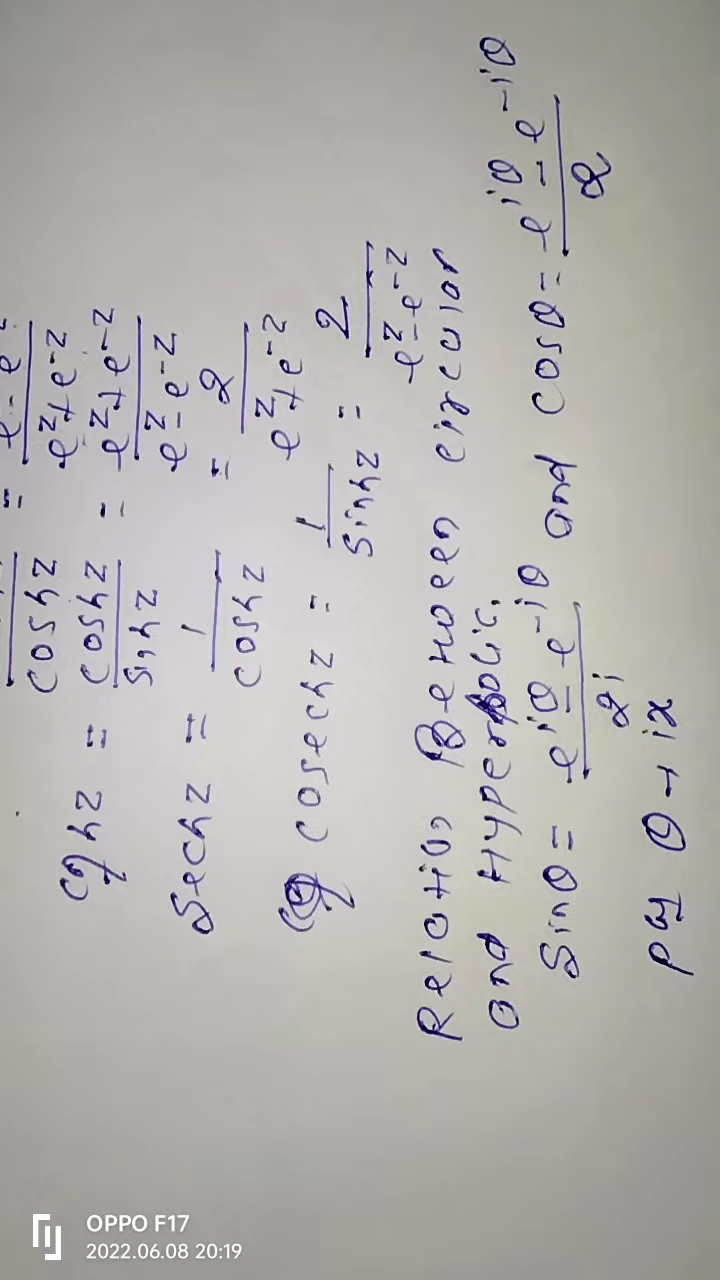 = e - e
coshz e^z + e^-z
cothz = coshz / sinhz = e^z + e^-z / e^z - e^-z
Sechz = 1 / coshz = 2 / e^z + e^-z
cosechz = 1 / Sinhz = 2 / e^z - e^-z
Relation Between circular
and Hyperbolic.
Sinθ = e^iθ - e^-iθ / 2i and cosθ = e^iθ - e^-iθ / 2
θ → ix
OPPO F17
2022.06.08 20:19